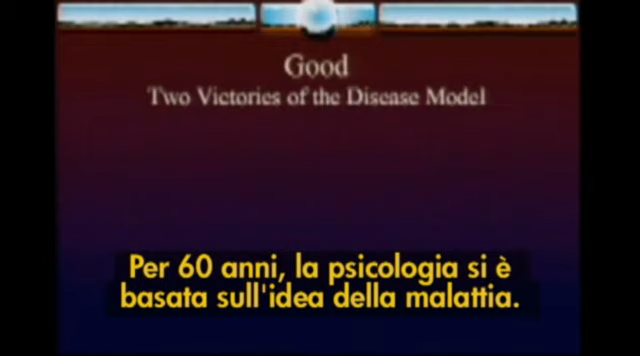 Good
Two Victories of the Disease Model
Per 60 anni, la psicologia si è
basata sull'idea della malattia.